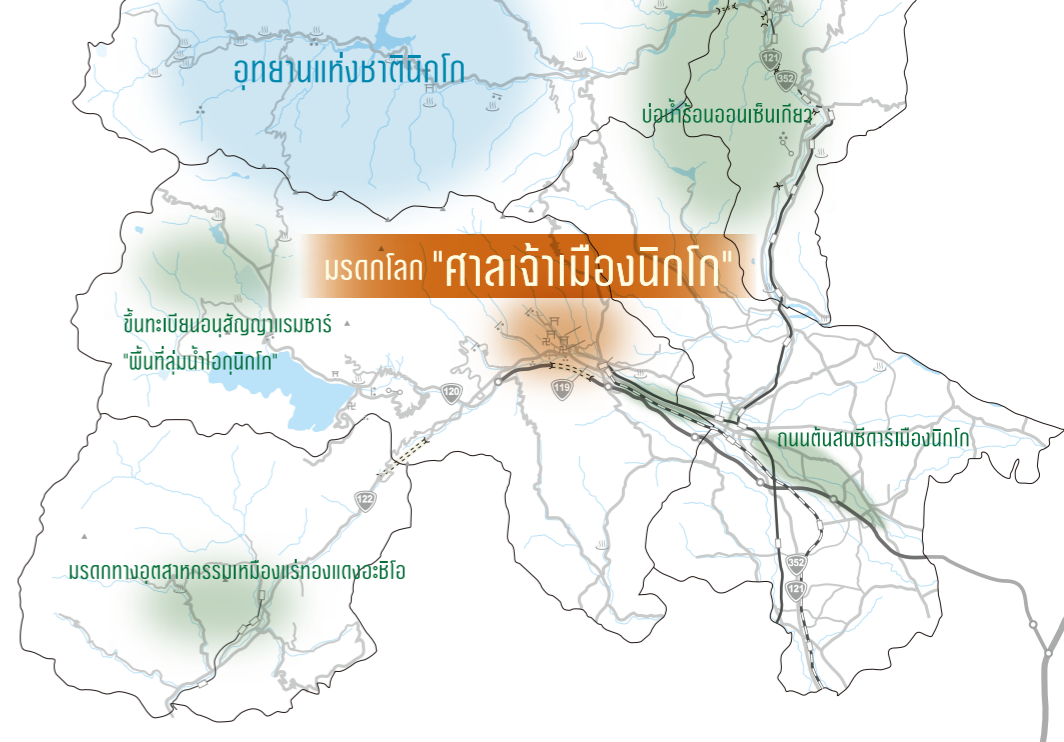 อุทยานแห่งชาตินิกโก
121
352
บ่อน้ำร้อนออนเซ็นเกียว
มรดกโลก "ศาลเจ้าเมืองนิกโก"
ขึ้นทะเบียนอนุสัญญาแรมซาร์
"พื้นที่ลุ่มน้ำโอกุนิกโก"
120
119
ถนนต้นสนซีดาร์เมืองนิกโก
122
มรดกทางอุตสาหกรรมเหมืองแร่ทองแดงอะชิโอ
352
121